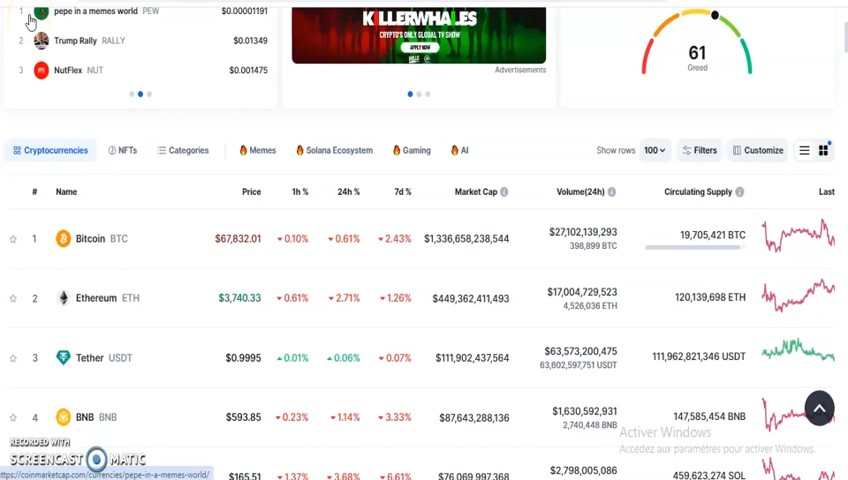 1 pepe in a memes world PEW $0.00001191
2 Trump Rally RALLY $0.01349
3 NutFlex NUT $0.001475
KILLERWHALES
CRYPTO'S ONLY GLOBAL TV SHOW
APPLY NOW
Advertisements
61
Greed
Cryptocurrencies NFTs Categories Memes Solana Ecosystem Gaming AI Show rows 100 Filters Customize
# Name Price 1h % 24h % 7d % Market Cap Volume(24h) Circulating Supply Last
1 Bitcoin BTC $67,832.01 0.10% 0.61% 2.43% $1,336,658,238,544 $27,102,139,293 19,705,421 BTC
398,899 BTC
2 Ethereum ETH $3,740.33 0.61% 2.71% 1.26% $449,362,411,493 $17,004,729,523 120,139,698 ETH
4,526,036 ETH
3 Tether USDT $0.9995 0.01% 0.06% 0.07% $111,902,437,564 $63,573,200,475 111,962,821,346 USDT
63,602,597,751 USDT
4 BNB BNB $593.85 0.23% 1.14% 3.33% $87,643,288,136 $1,630,592,931 147,585,454 BNB
2,740,448 BNB
Activer Windows
Accédez aux paramètres pour activer Windows.
RECORDED WITH
SCREENCAST MATIC
ttps://coinmarketcap.com/currencies/pepe-in-a-memes-world/
$165.51 1.37% 3.68% 6.61% $76,069,997,368 $2,798,005,086 459,623,274 SOL